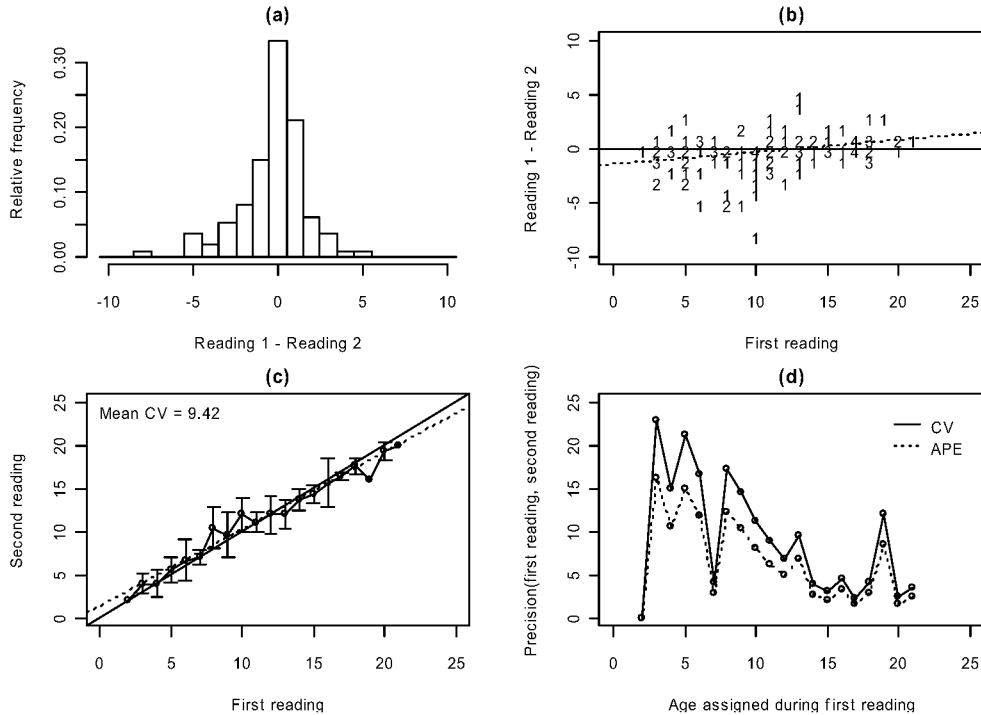 (a)
Relative frequency
0.00 0.10 0.20 0.30
-10 -5 0 5 10
Reading 1 - Reading 2
(b)
Reading 1 - Reading 2
-10 -5 0 5 10
0 5 10 15 20 25
First reading
(c)
Mean CV = 9.42
Second reading
0 5 10 15 20 25
0 5 10 15 20 25
First reading
(d)
CV
APE
Precision(first reading, second reading)
0 5 10 15 20 25
0 5 10 15 20 25
Age assigned during first reading